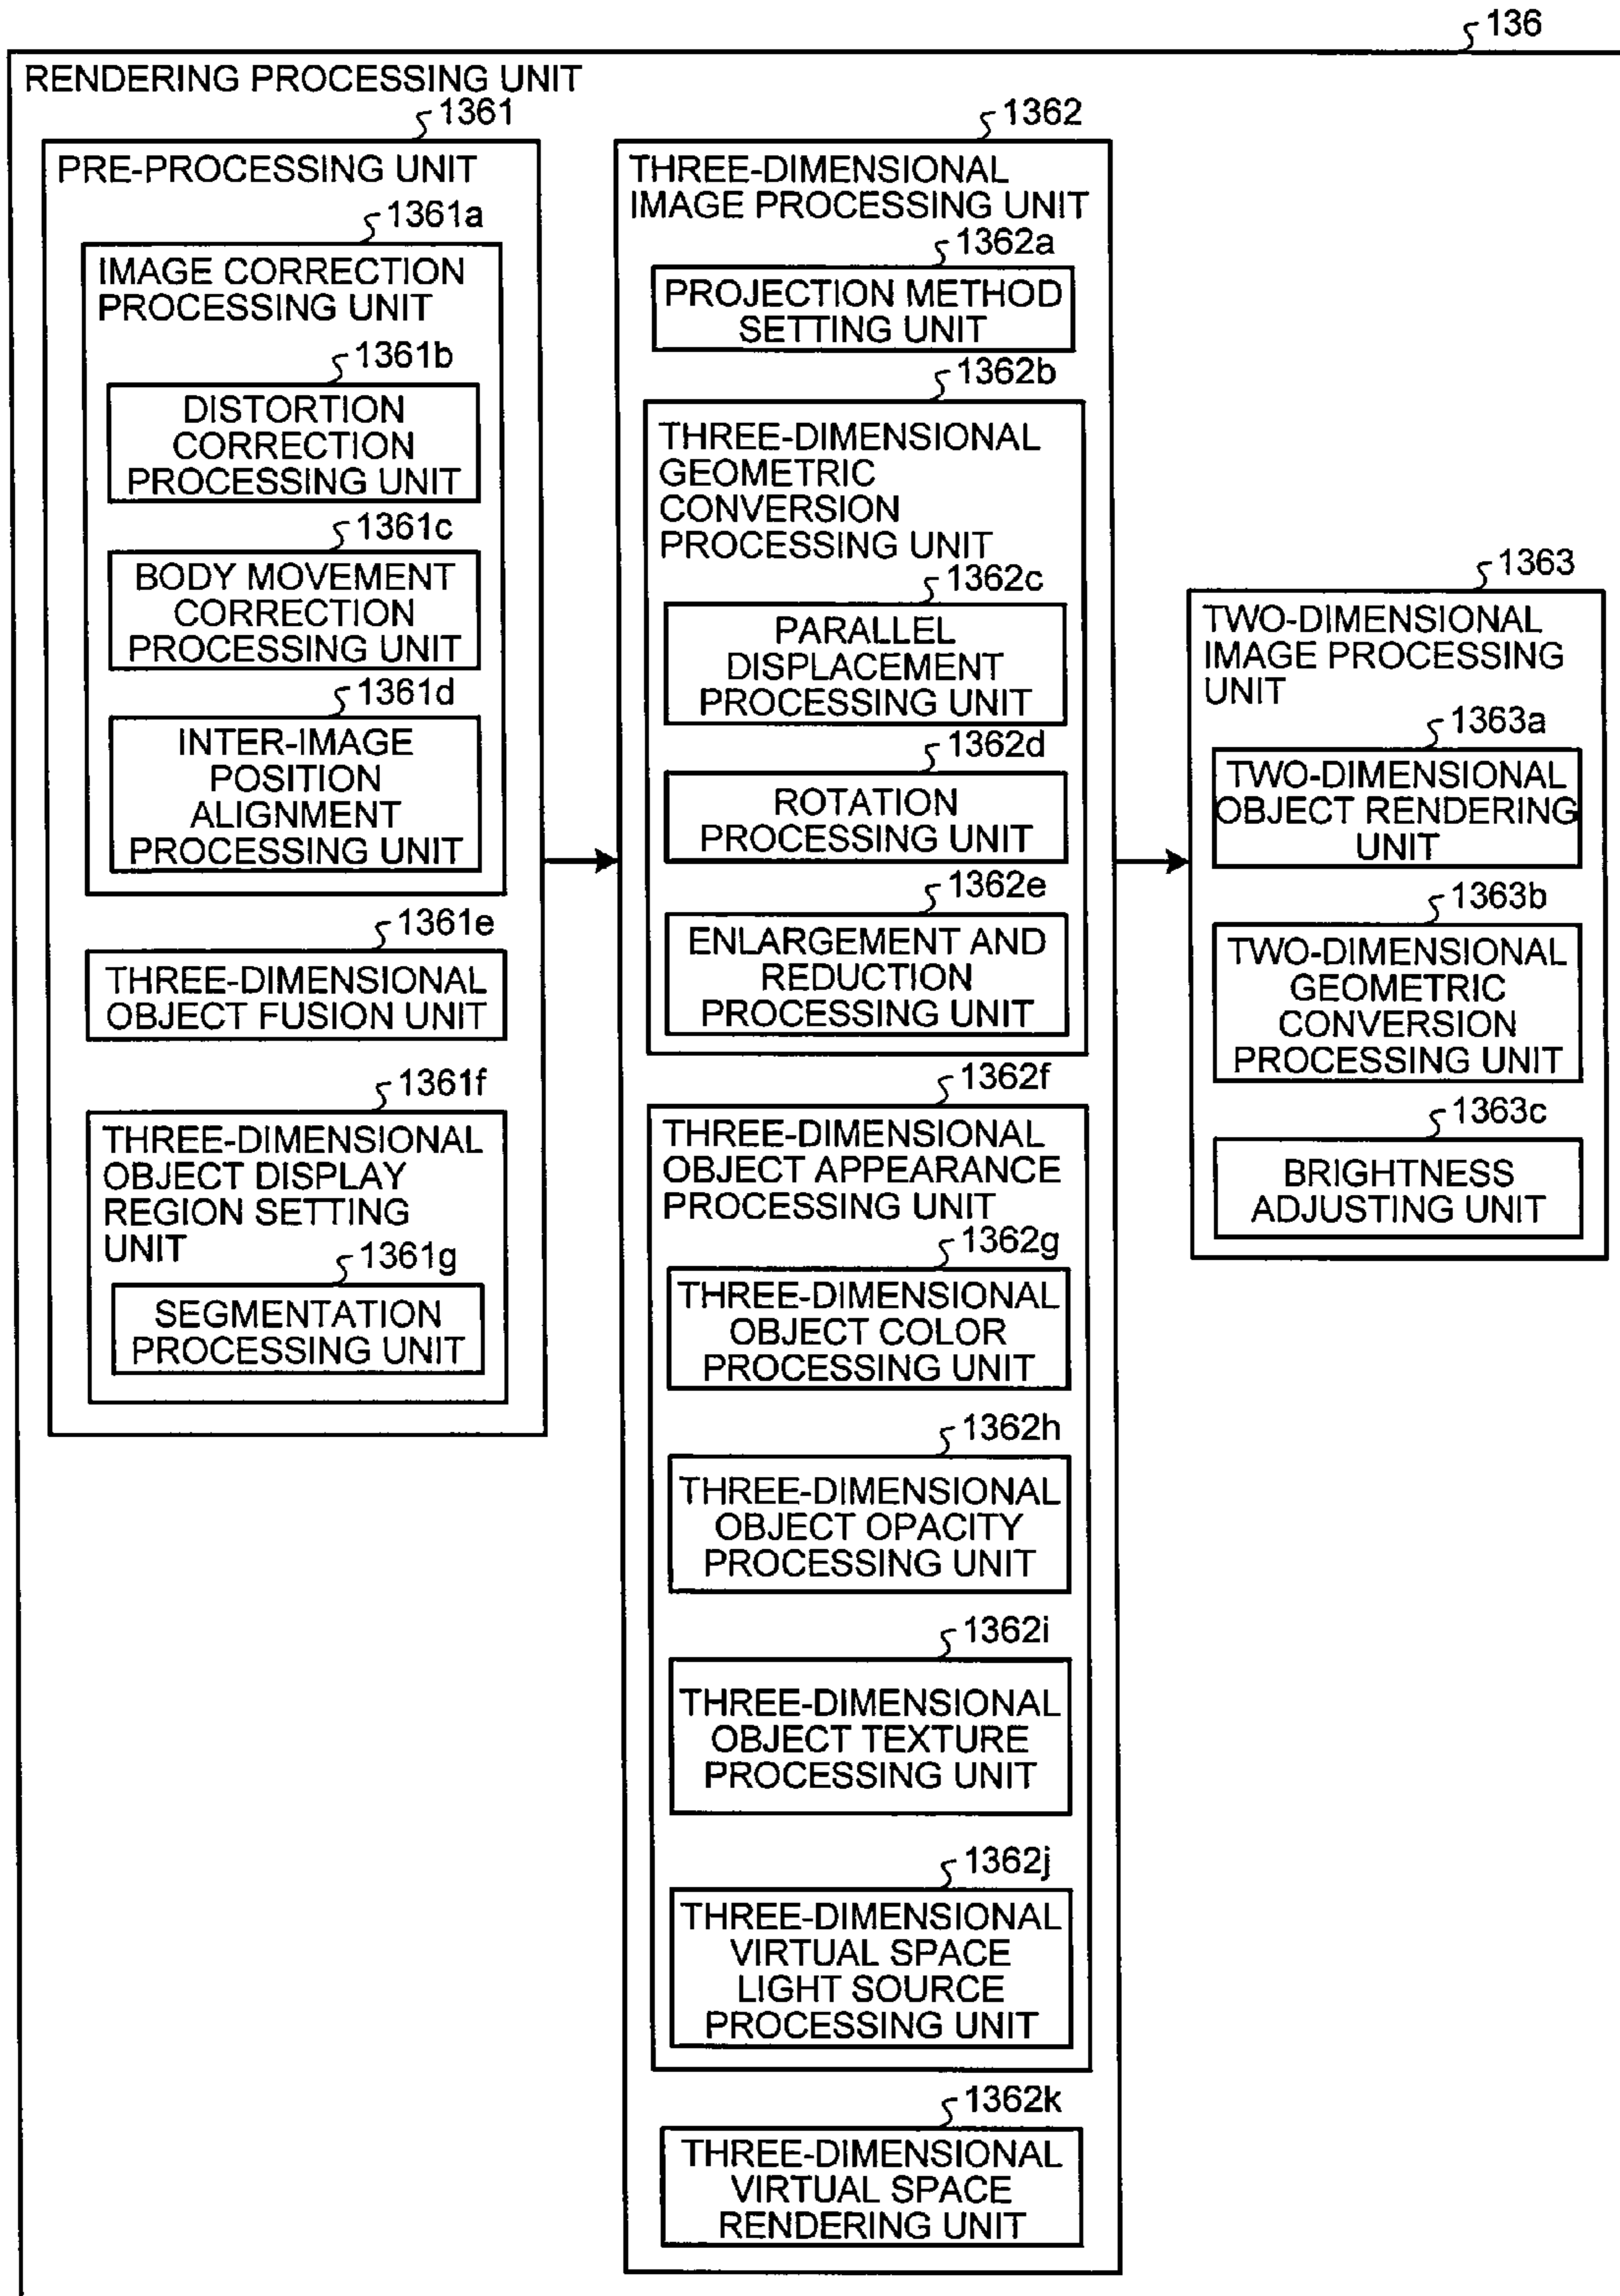 136
RENDERING PROCESSING UNIT
1361
PRE-PROCESSING UNIT
1361a
IMAGE CORRECTION
PROCESSING UNIT
1361b
DISTORTION
CORRECTION
PROCESSING UNIT
1361c
BODY MOVEMENT
CORRECTION
PROCESSING UNIT
1361d
INTER-IMAGE
POSITION
ALIGNMENT
PROCESSING UNIT
1361e
THREE-DIMENSIONAL
OBJECT FUSION UNIT
1361f
THREE-DIMENSIONAL
OBJECT DISPLAY
REGION SETTING
UNIT
1361g
SEGMENTATION
PROCESSING UNIT
1362
THREE-DIMENSIONAL
IMAGE PROCESSING UNIT
1362a
PROJECTION METHOD
SETTING UNIT
1362b
THREE-DIMENSIONAL
GEOMETRIC
CONVERSION
PROCESSING UNIT
1362c
PARALLEL
DISPLACEMENT
PROCESSING UNIT
1362d
ROTATION
PROCESSING UNIT
1362e
ENLARGEMENT AND
REDUCTION
PROCESSING UNIT
1362f
THREE-DIMENSIONAL
OBJECT APPEARANCE
PROCESSING UNIT
1362g
THREE-DIMENSIONAL
OBJECT COLOR
PROCESSING UNIT
1362h
THREE-DIMENSIONAL
OBJECT OPACITY
PROCESSING UNIT
1362i
THREE-DIMENSIONAL
OBJECT TEXTURE
PROCESSING UNIT
1362j
THREE-DIMENSIONAL
VIRTUAL SPACE
LIGHT SOURCE
PROCESSING UNIT
1362k
THREE-DIMENSIONAL
VIRTUAL SPACE
RENDERING UNIT
1363
TWO-DIMENSIONAL
IMAGE PROCESSING
UNIT
1363a
TWO-DIMENSIONAL
OBJECT RENDERING
UNIT
1363b
TWO-DIMENSIONAL
GEOMETRIC
CONVERSION
PROCESSING UNIT
1363c
BRIGHTNESS
ADJUSTING UNIT